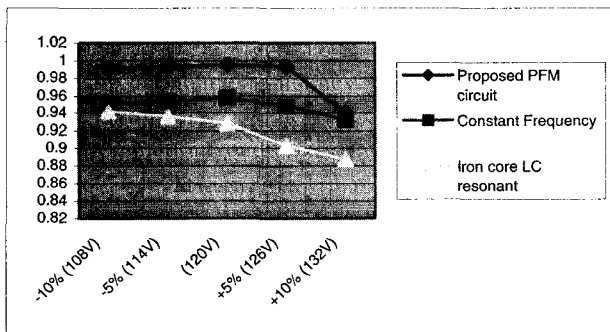 1.02
1
0.98
0.96
0.94
0.92
0.9
0.88
0.86
0.84
0.82
-10% (108V)
-5% (114V)
(120V)
+5% (126V)
+10% (132V)
Proposed PFM
circuit
Constant Frequency
Iron core LC
resonant